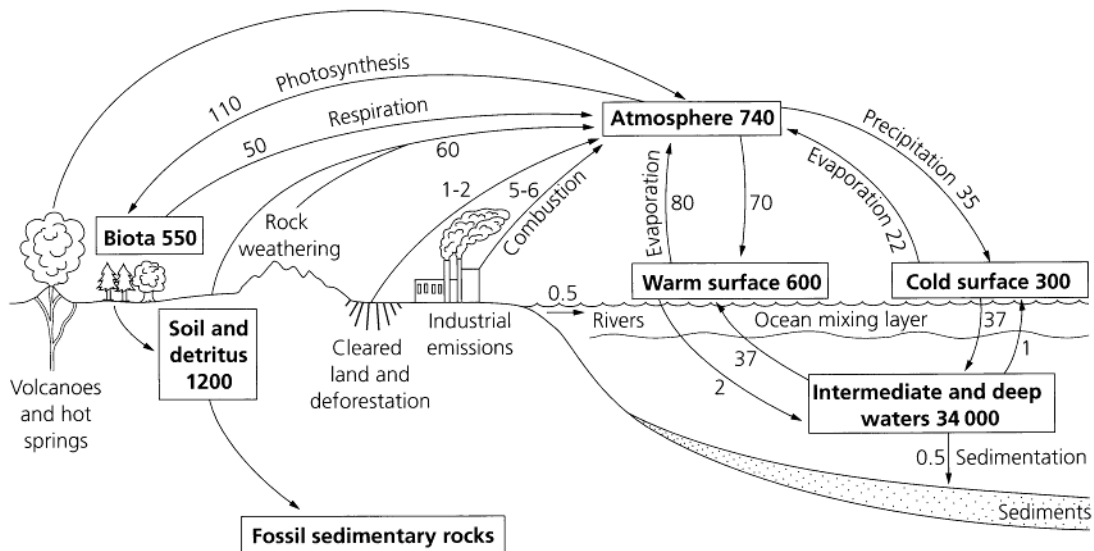 Photosynthesis
110
Respiration
50
60
Atmosphere 740
Precipitation 35
Evaporation 22
Evaporation
80
70
1-2
5-6
Combustion
Biota 550
Rock
weathering
Warm surface 600
Cold surface 300
0.5
Rivers
Ocean mixing layer
37
1
Soil and
detritus
1200
Industrial
emissions
Cleared
land and
deforestation
Volcanoes
and hot
springs
37
2
Intermediate and deep
waters 34 000
0.5 Sedimentation
Sediments
Fossil sedimentary rocks